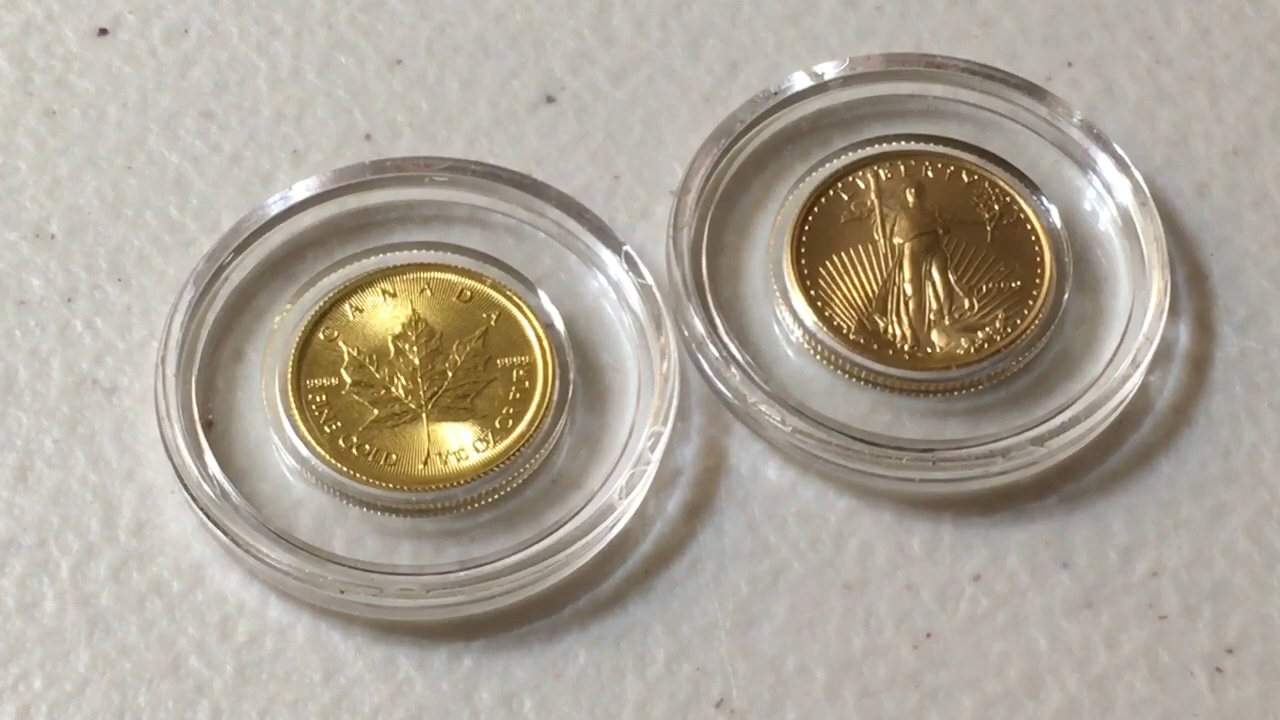 CANADA
9999
9999
FINE GOLD 1/10 OZ OR PUR
LIBERTY